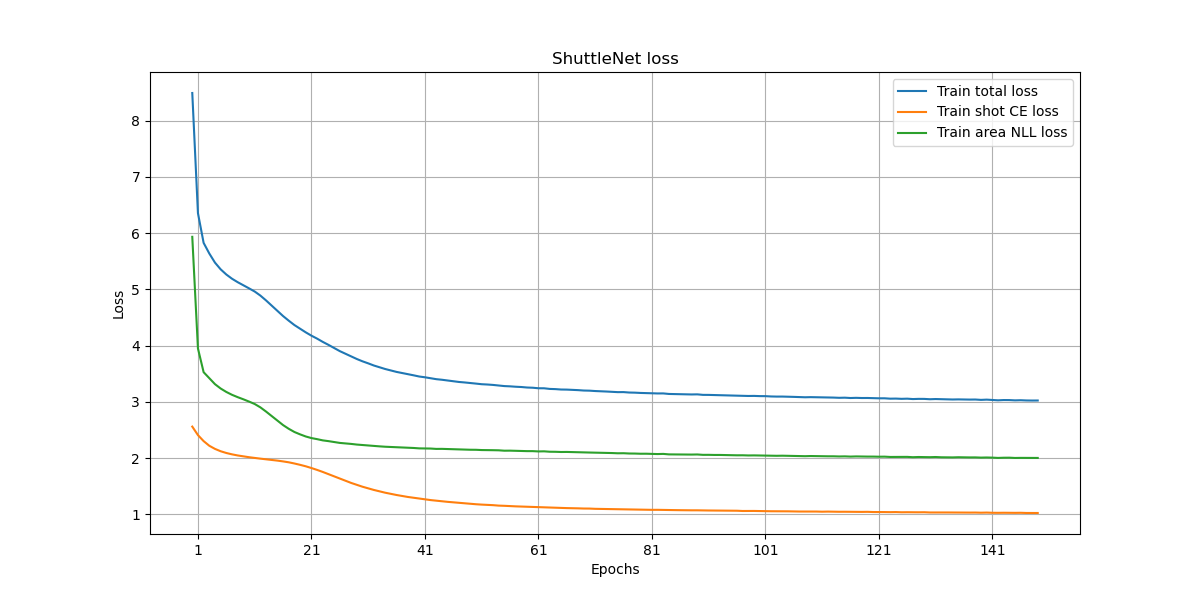 ShuttleNet loss
Train total loss
Train shot CE loss
Train area NLL loss
8
7
6
5
4
3
2
1
Loss
1 21 41 61 81 101 121 141
Epochs